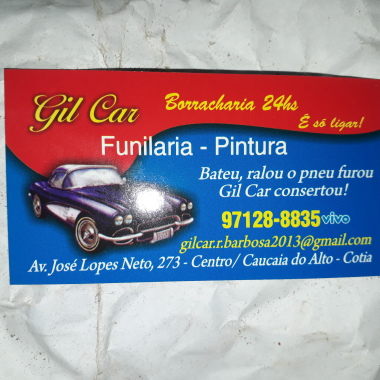 Gil Car
Borracharia 24hs
É só ligar!
Funilaria - Pintura
Bateu, ralou o pneu furou
Gil Car consertou!
97128-8835 vivo
gilcar.r.barbosa2013@gmail.com
Av. José Lopes Neto, 273 - Centro/ Caucaia do Alto - Cotia